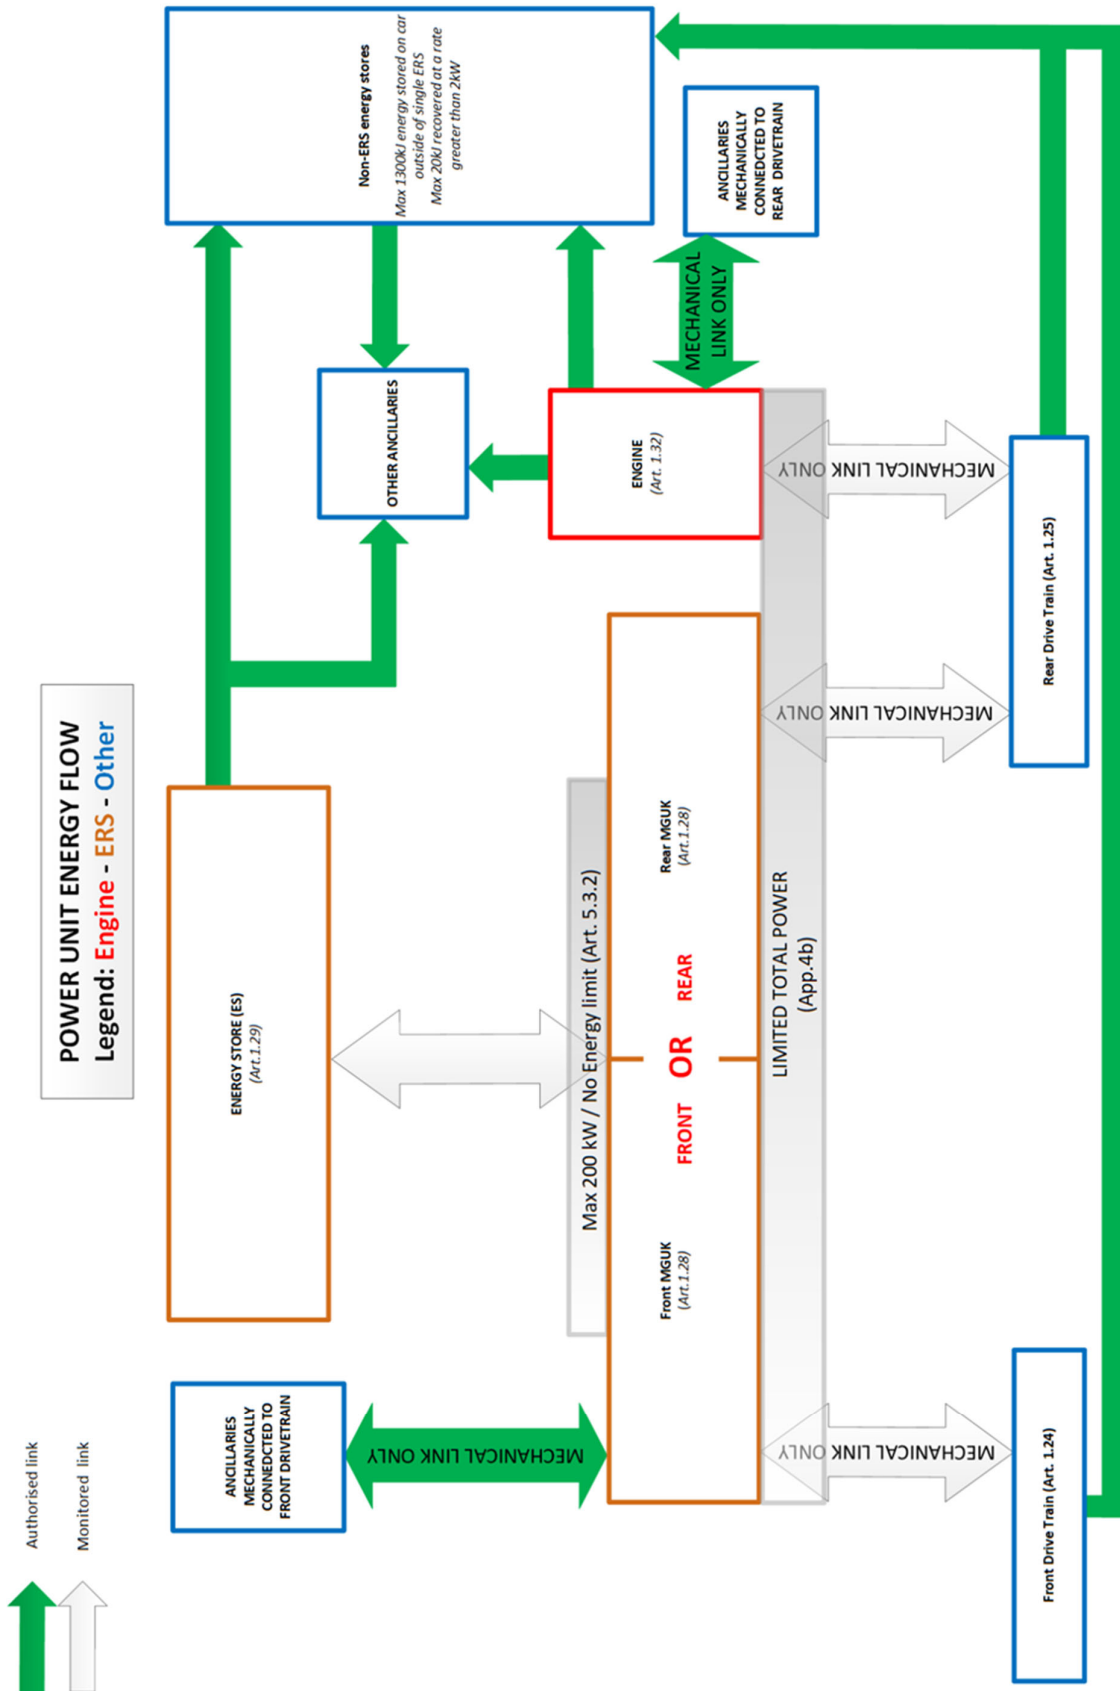 POWER UNIT ENERGY FLOW
Legend: Engine - ERS - Other
Authorised link
Monitored link
ANCILLARIES
MECHANICALLY
CONNEDCTED TO
FRONT DRIVETRAIN
ENERGY STORE (ES)
(Art.1.29)
Non-ERS energy stores
Max 1300kJ energy stored on car
outside of single ERS
Max 20kJ recovered at a rate
greater than 2kW
OTHER ANCILLARIES
MECHANICAL LINK ONLY
Max 200 kW / No Energy limit (Art. 5.3.2)
Front MGUK
(Art.1.28)
FRONT OR REAR
Rear MGUK
(Art.1.28)
ENGINE
(Art. 1.32)
MECHANICAL
LINK ONLY
ANCILLARIES
MECHANICALLY
CONNEDCTED TO
REAR DRIVETRAIN
LIMITED TOTAL POWER
(App.4b)
MECHANICAL LINK ONLY
MECHANICAL LINK ONLY
MECHANICAL LINK ONLY
Front Drive Train (Art. 1.24)
Rear Drive Train (Art. 1.25)